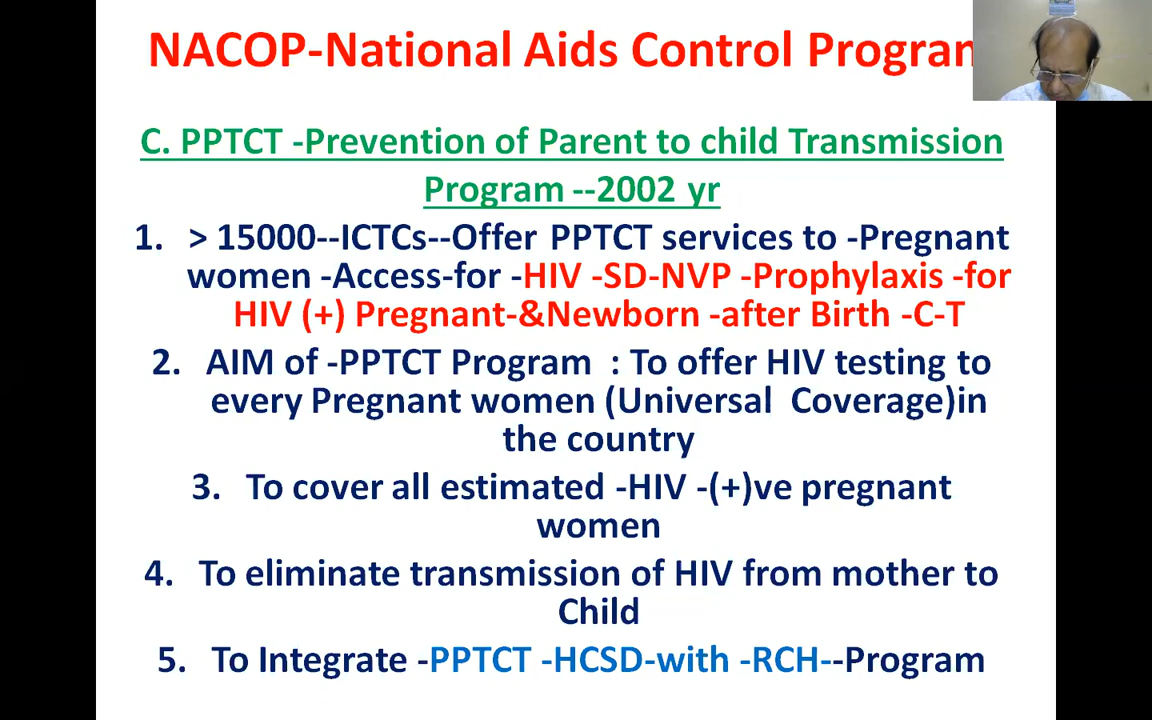 NACOP-National Aids Control Program
C. PPTCT -Prevention of Parent to child Transmission
Program --2002 yr
1. > 15000--ICTCs--Offer PPTCT services to -Pregnant
women -Access-for -HIV -SD-NVP -Prophylaxis -for
HIV (+) Pregnant-&Newborn -after Birth -C-T
2. AIM of -PPTCT Program : To offer HIV testing to
every Pregnant women (Universal Coverage)in
the country
3. To cover all estimated -HIV -(+)ve pregnant
women
4. To eliminate transmission of HIV from mother to
Child
5. To Integrate -PPTCT -HCSD-with -RCH--Program